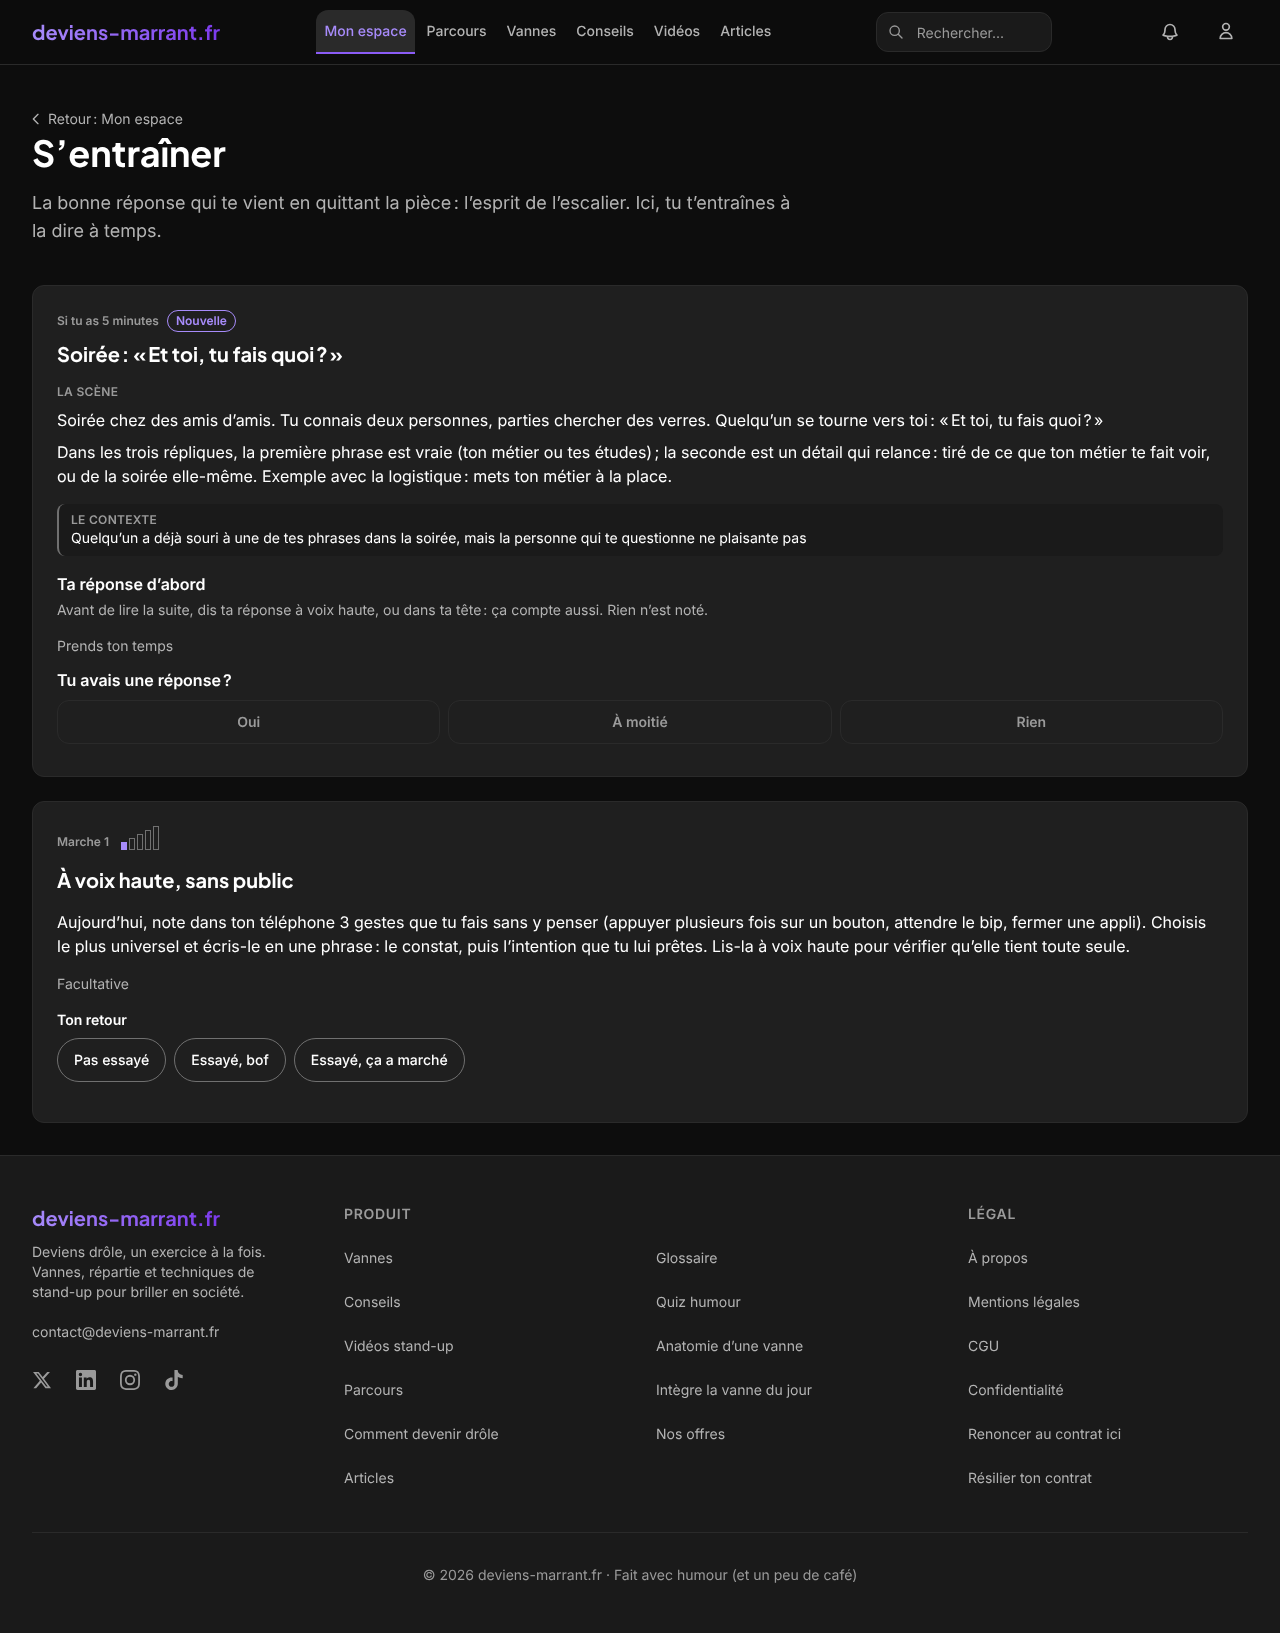 deviens-marrant.fr
Mon espace
Parcours
Vannes
Conseils
Vidéos
Articles
Rechercher...
Retour : Mon espace
S’entraîner
La bonne réponse qui te vient en quittant la pièce : l’esprit de l’escalier. Ici, tu t’entraînes à
la dire à temps.
Si tu as 5 minutes
Nouvelle
Soirée : « Et toi, tu fais quoi ? »
LA SCÈNE
Soirée chez des amis d’amis. Tu connais deux personnes, parties chercher des verres. Quelqu’un se tourne vers toi : « Et toi, tu fais quoi ? »
Dans les trois répliques, la première phrase est vraie (ton métier ou tes études) ; la seconde est un détail qui relance : tiré de ce que ton métier te fait voir,
ou de la soirée elle-même. Exemple avec la logistique : mets ton métier à la place.
LE CONTEXTE
Quelqu’un a déjà souri à une de tes phrases dans la soirée, mais la personne qui te questionne ne plaisante pas
Ta réponse d’abord
Avant de lire la suite, dis ta réponse à voix haute, ou dans ta tête : ça compte aussi. Rien n’est noté.
Prends ton temps
Tu avais une réponse ?
Oui
À moitié
Rien
Marche 1
À voix haute, sans public
Aujourd’hui, note dans ton téléphone 3 gestes que tu fais sans y penser (appuyer plusieurs fois sur un bouton, attendre le bip, fermer une appli). Choisis
le plus universel et écris-le en une phrase : le constat, puis l’intention que tu lui prêtes. Lis-la à voix haute pour vérifier qu’elle tient toute seule.
Facultative
Ton retour
Pas essayé
Essayé, bof
Essayé, ça a marché
deviens-marrant.fr
Deviens drôle, un exercice à la fois.
Vannes, répartie et techniques de
stand-up pour briller en société.
contact@deviens-marrant.fr
PRODUIT
Vannes
Conseils
Vidéos stand-up
Parcours
Comment devenir drôle
Articles
Glossaire
Quiz humour
Anatomie d’une vanne
Intègre la vanne du jour
Nos offres
LÉGAL
À propos
Mentions légales
CGU
Confidentialité
Renoncer au contrat ici
Résilier ton contrat
© 2026 deviens-marrant.fr · Fait avec humour (et un peu de café)